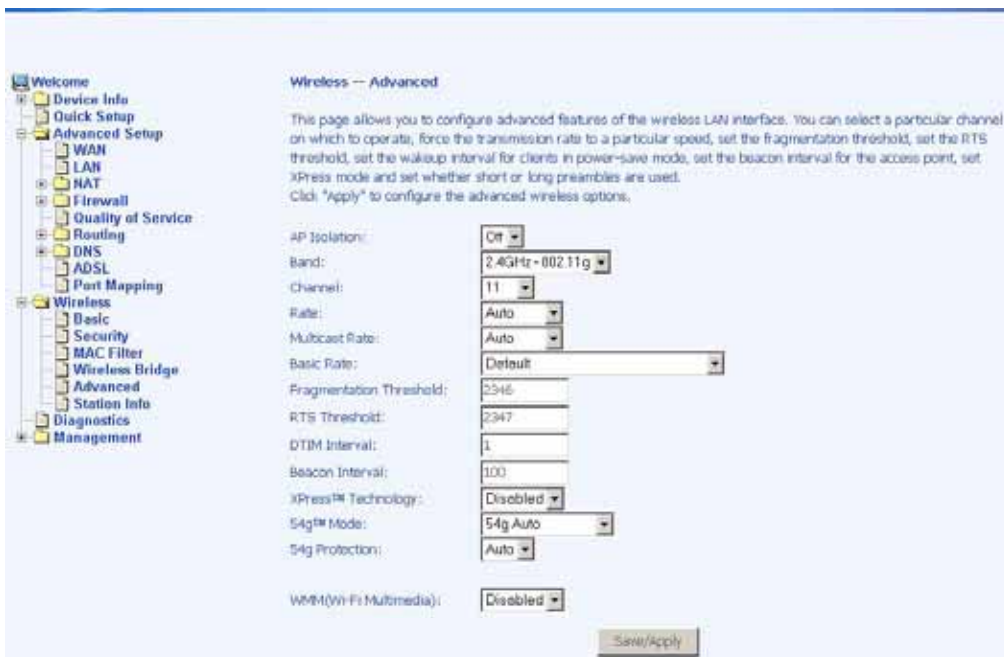 Welcome
Device Info
Quick Setup
Advanced Setup
WAN
LAN
NAT
Firewall
Quality of Service
Routing
DNS
ADSL
Port Mapping
Wireless
Basic
Security
MAC Filter
Wireless Bridge
Advanced
Station Info
Diagnostics
Management
Wireless -- Advanced
This page allows you to configure advanced features of the wireless LAN interface. You can select a particular channel
on which to operate, force the transmission rate to a particular speed, set the fragmentation threshold, set the RTS
threshold, set the wakeup interval for clients in power-save mode, set the beacon interval for the access point, set
XPress mode and set whether short or long preambles are used.
Click "Apply" to configure the advanced wireless options.
AP Isolation: Off
Band: 2.4GHz - 802.11g
Channel: 11
Rate: Auto
Multicast Rate: Auto
Basic Rate: Default
Fragmentation Threshold: 2346
RTS Threshold: 2347
DTIM Interval: 1
Beacon Interval: 100
XPress™ Technology: Disabled
54g™ Mode: 54g Auto
54g Protection: Auto
WMM(Wi-Fi Multimedia): Disabled
Save/Apply